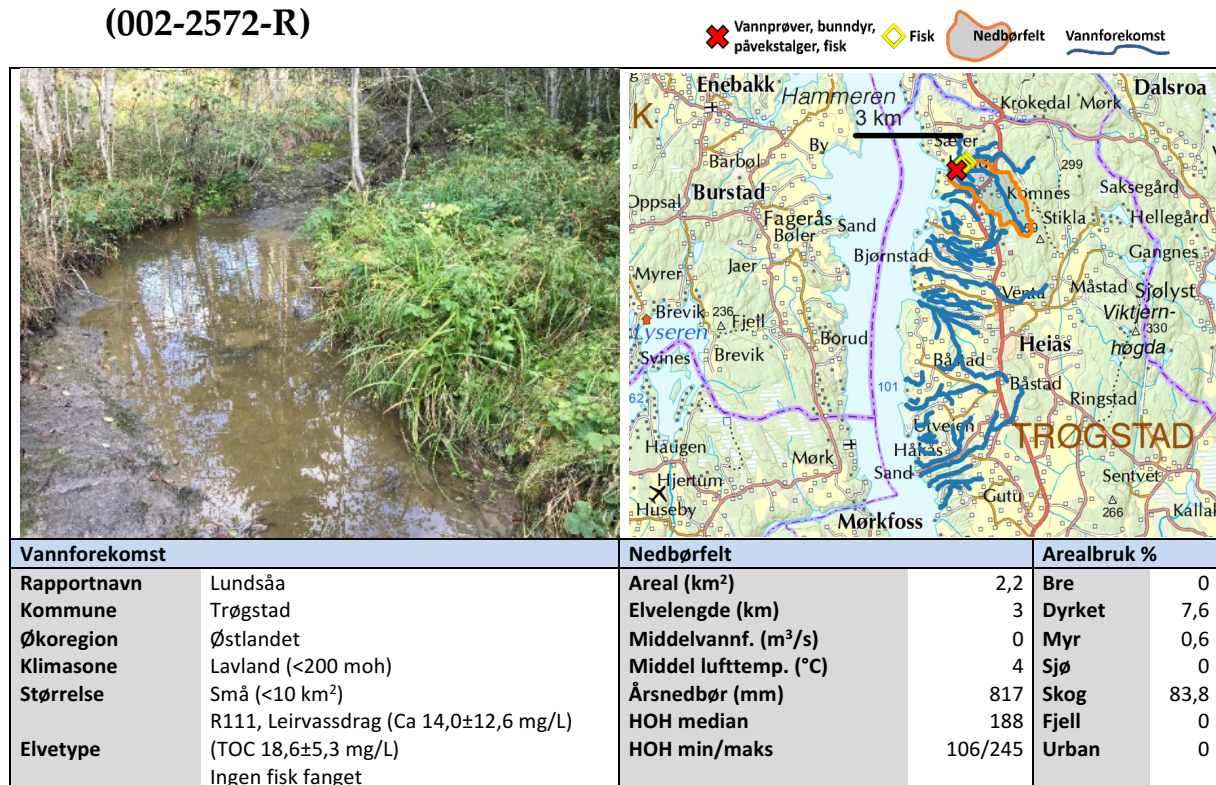 (002-2572-R)
Vannprøver, bunndyr,
påvekstalger, fisk
Fisk
Nedbørfelt
Vannforekomst
Enebakk
Hammeren
Krokedal Mørk
Dalsroa
3 km
K
Sæter
By
Barbøl
299
Burstad
Komnes
Saksegård
Oppsal
Stikla
Hellegård
Fagerås
Sand
Bøler
59
Gangnes
Bjørnstad
Jaer
Myrer
Venta
Måstad
Sjølvst
Brevik
236
Fjell
Viktjern-
330
Lyseren
Borud
Heiås
høgda
Svines
Brevik
Båstad
62
101
Båstad
Ringstad
Utveien
TRØGSTAD
Haugen
Mørk
Håkås
Hjertum
Sand
Sentvet
Gutu
266
Huseby
Mørkfoss
Kallak
Vannforekomst
Nedbørfelt
Arealbruk %
Rapportnavn Lundsåa
Areal (km²) 2,2
Bre 0
Kommune Trøgstad
Elvelengde (km) 3
Dyrket 7,6
Økoregion Østlandet
Middelvannf. (m³/s) 0
Myr 0,6
Klimasone Lavland (<200 moh)
Middel lufttemp. (°C) 4
Sjø 0
Størrelse Små (<10 km²)
Årsnedbør (mm) 817
Skog 83,8
R111, Leirvassdrag (Ca 14,0±12,6 mg/L)
HOH median 188
Fjell 0
Elvetype (TOC 18,6±5,3 mg/L)
HOH min/maks 106/245
Urban 0
Ingen fisk fanget